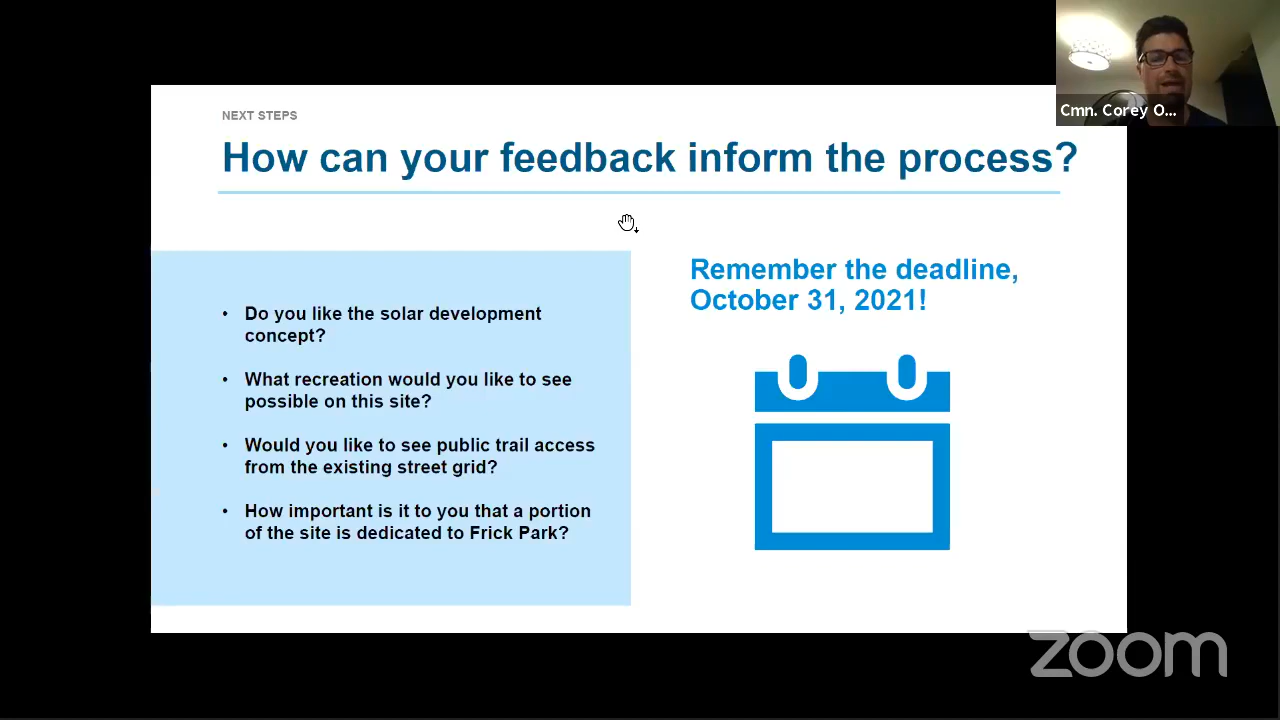 NEXT STEPS
How can your feedback inform the process?
Cmn. Corey O...
Remember the deadline,
October 31, 2021!
• Do you like the solar development
concept?
• What recreation would you like to see
possible on this site?
• Would you like to see public trail access
from the existing street grid?
• How important is it to you that a portion
of the site is dedicated to Frick Park?
zoom